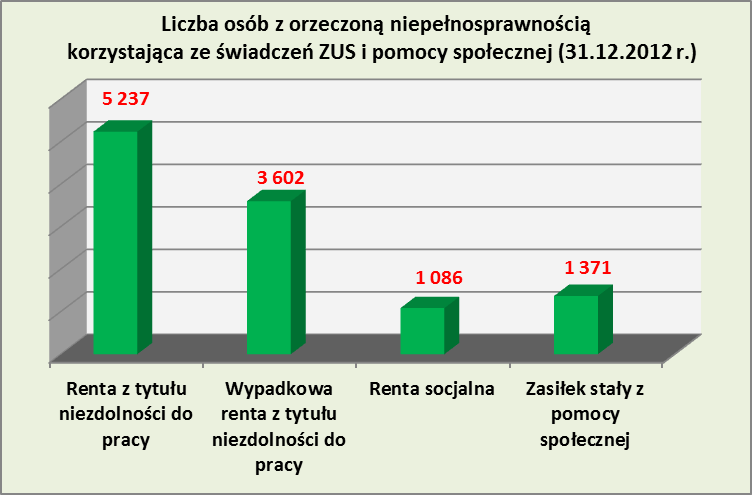 Liczba osób z orzeczoną niepełnosprawnością
korzystająca ze świadczeń ZUS i pomocy społecznej (31.12.2012 r.)
5 237
3 602
1 086
1 371
Renta z tytułu
niezdolności do
pracy
Wypadkowa
renta z tytułu
niezdolności do
pracy
Renta socjalna
Zasiłek stały z
pomocy
społecznej